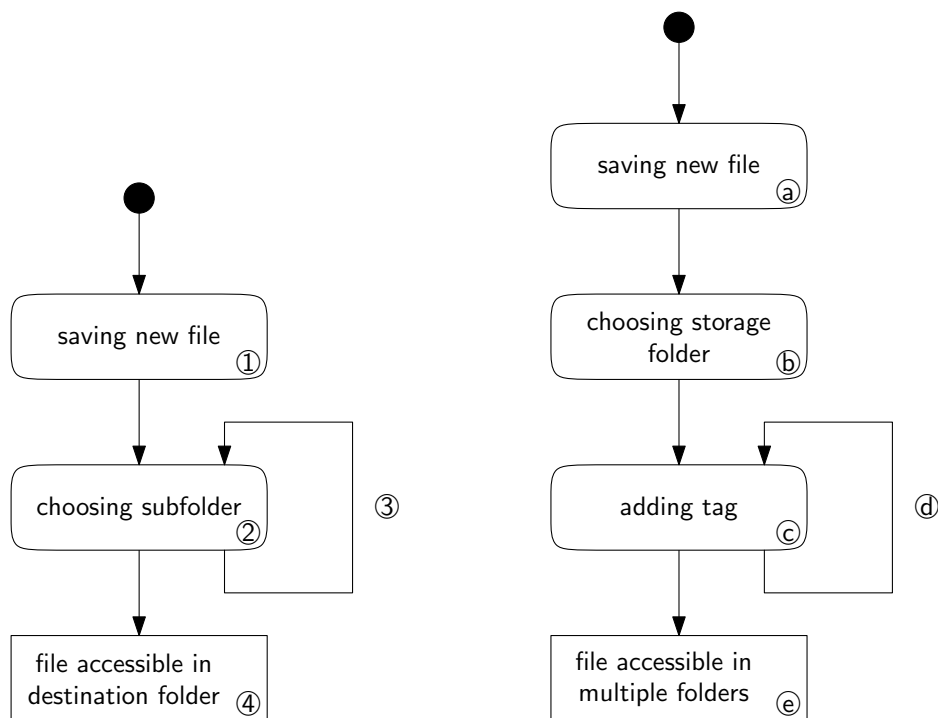 saving new file
①
choosing subfolder
②
③
file accessible in
destination folder
④
saving new file
ⓐ
choosing storage
folder
ⓑ
adding tag
ⓒ
ⓓ
file accessible in
multiple folders
ⓔ